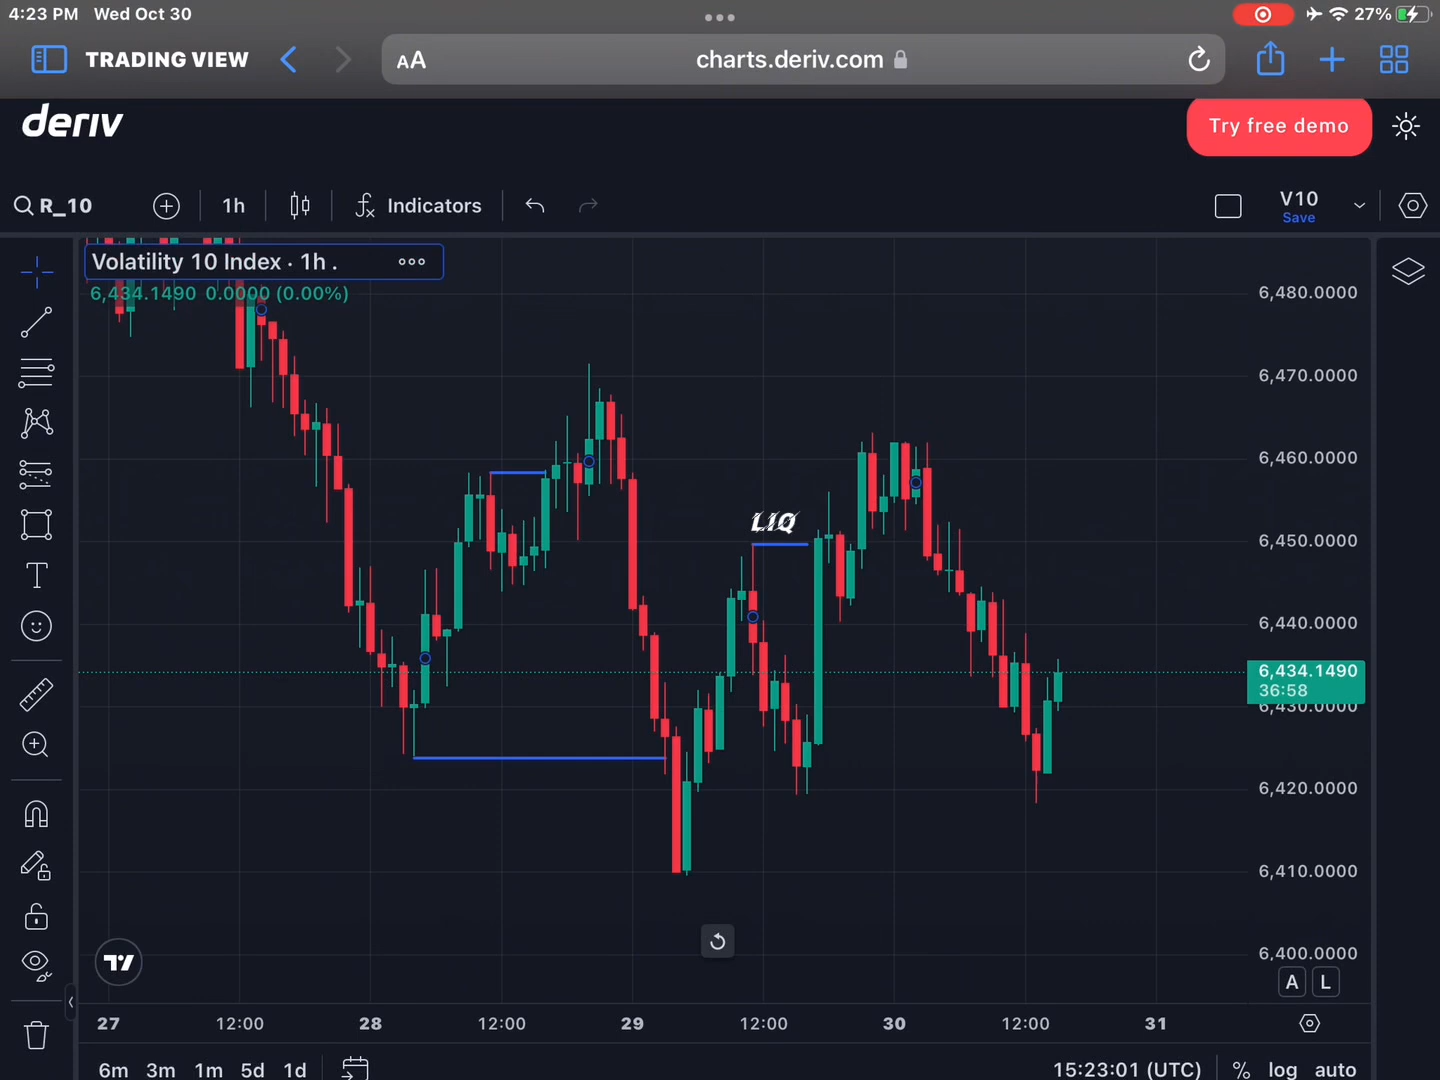 4:23 PM Wed Oct 30
27%
TRADING VIEW
AA
charts.deriv.com
deriv
Try free demo
R_10
1h
Indicators
V10
Save
Volatility 10 Index · 1h .
6,434.1490 0.0000 (0.00%)
6,480.0000
6,470.0000
6,460.0000
LIQ
6,450.0000
6,440.0000
6,434.1490
36:58
6,430.0000
6,420.0000
6,410.0000
6,400.0000
A L
27 12:00 28 12:00 29 12:00 30 12:00 31
6m 3m 1m 5d 1d
15:23:01 (UTC) % log auto